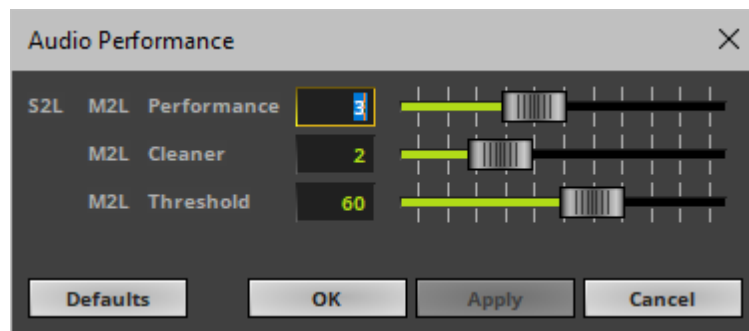 Audio Performance
S2L M2L Performance 3
M2L Cleaner 2
M2L Threshold 60
Defaults OK Apply Cancel